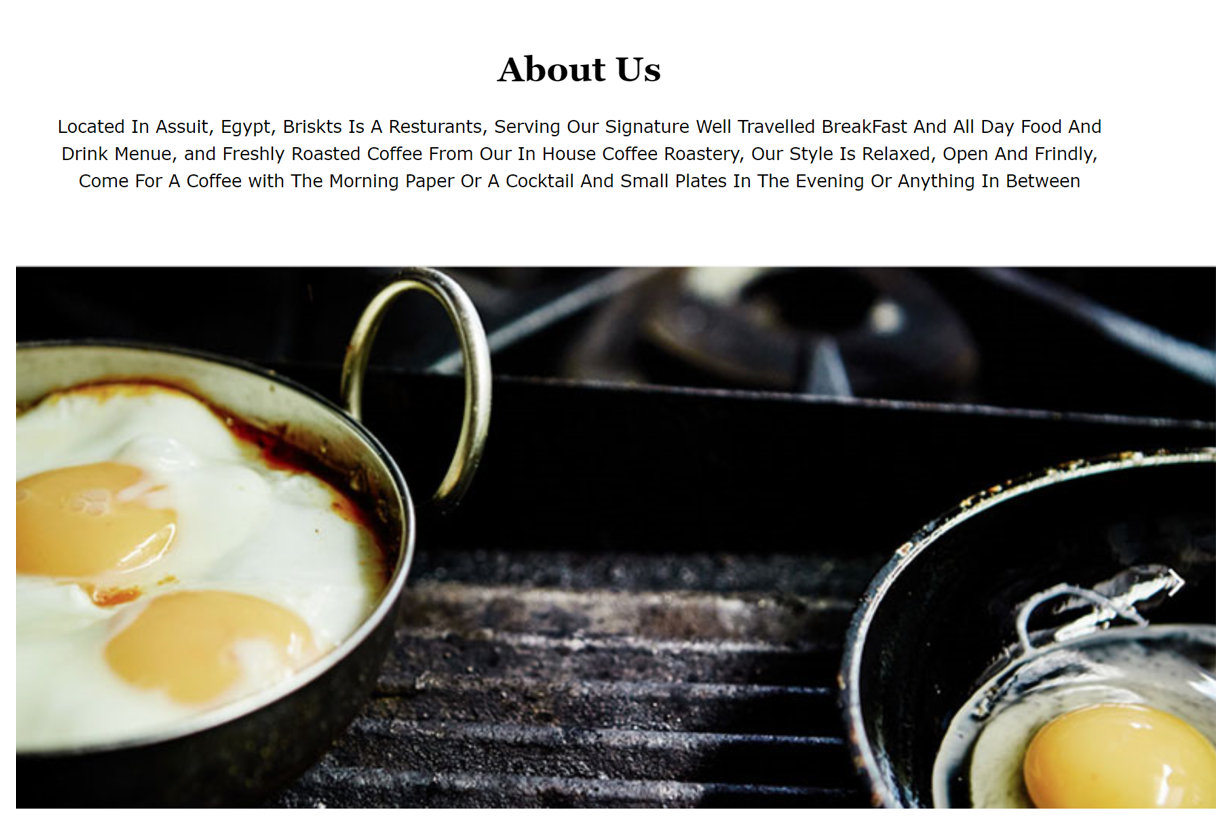 About Us
Located In Assuit, Egypt, Briskts Is A Resturants, Serving Our Signature Well Travelled BreakFast And All Day Food And
Drink Menue, and Freshly Roasted Coffee From Our In House Coffee Roastery, Our Style Is Relaxed, Open And Frindly,
Come For A Coffee with The Morning Paper Or A Cocktail And Small Plates In The Evening Or Anything In Between